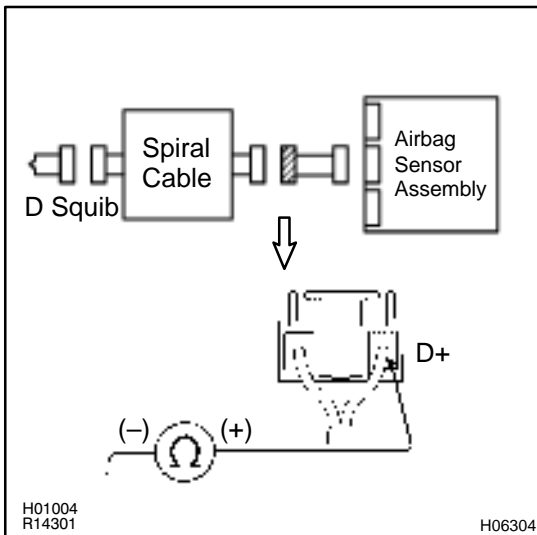 Spiral
Cable
Airbag
Sensor
Assembly
D Squib
D+
(–)
Ω
(+)
H01004
R14301
H06304